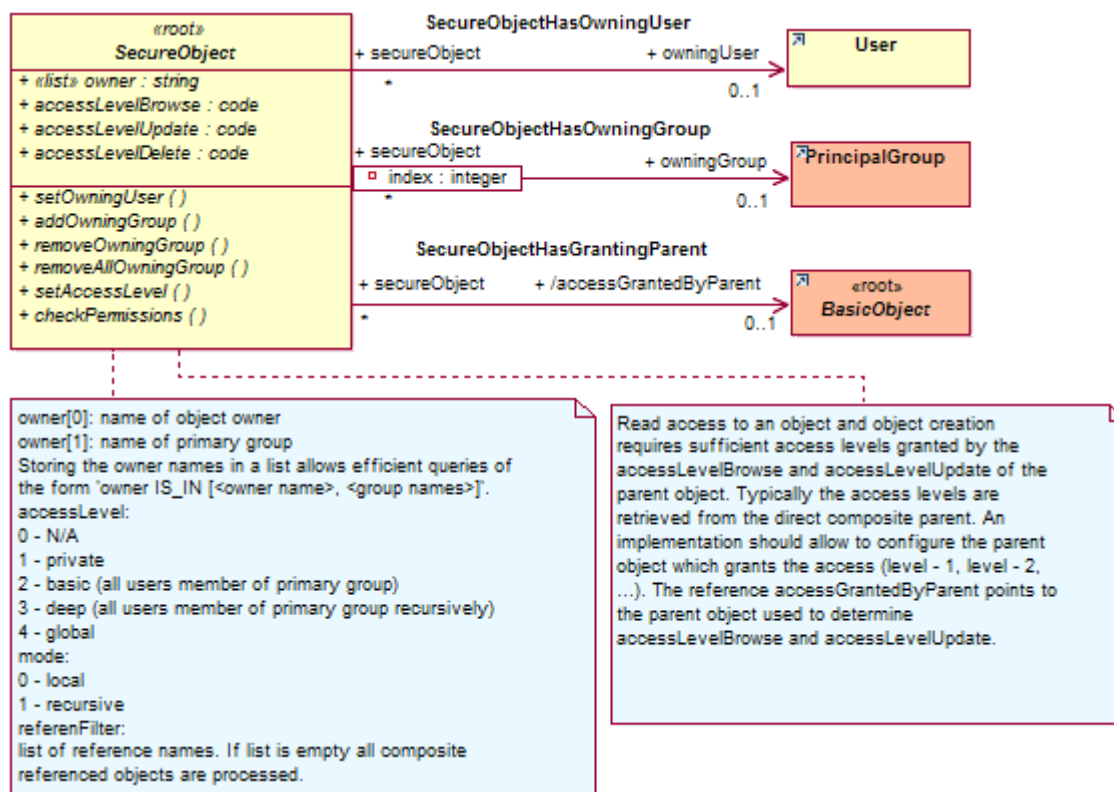 «root»
SecureObject
+ «list» owner : string
+ accessLevelBrowse : code
+ accessLevelUpdate : code
+ accessLevelDelete : code
+ setOwningUser ( )
+ addOwningGroup ( )
+ removeOwningGroup ( )
+ removeAllOwningGroup ( )
+ setAccessLevel ( )
+ checkPermissions ( )
SecureObjectHasOwningUser
+ secureObject
+ owningUser
*
0..1
User
SecureObjectHasOwningGroup
+ secureObject
+ owningGroup
index : integer
*
0..1
PrincipalGroup
SecureObjectHasGrantingParent
+ secureObject
+ /accessGrantedByParent
*
0..1
«root»
BasicObject
owner[0]: name of object owner
owner[1]: name of primary group
Storing the owner names in a list allows efficient queries of
the form 'owner IS_IN [<owner name>, <group names>]'.
accessLevel:
0 - N/A
1 - private
2 - basic (all users member of primary group)
3 - deep (all users member of primary group recursively)
4 - global
mode:
0 - local
1 - recursive
referenFilter:
list of reference names. If list is empty all composite
referenced objects are processed.
Read access to an object and object creation
requires sufficient access levels granted by the
accessLevelBrowse and accessLevelUpdate of the
parent object. Typically the access levels are
retrieved from the direct composite parent. An
implementation should allow to configure the parent
object which grants the access (level - 1, level - 2,
...). The reference accessGrantedByParent points to
the parent object used to determine
accessLevelBrowse and accessLevelUpdate.